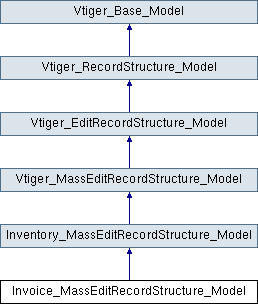 Vtiger_Base_Model
Vtiger_RecordStructure_Model
Vtiger_EditRecordStructure_Model
Vtiger_MassEditRecordStructure_Model
Inventory_MassEditRecordStructure_Model
Invoice_MassEditRecordStructure_Model